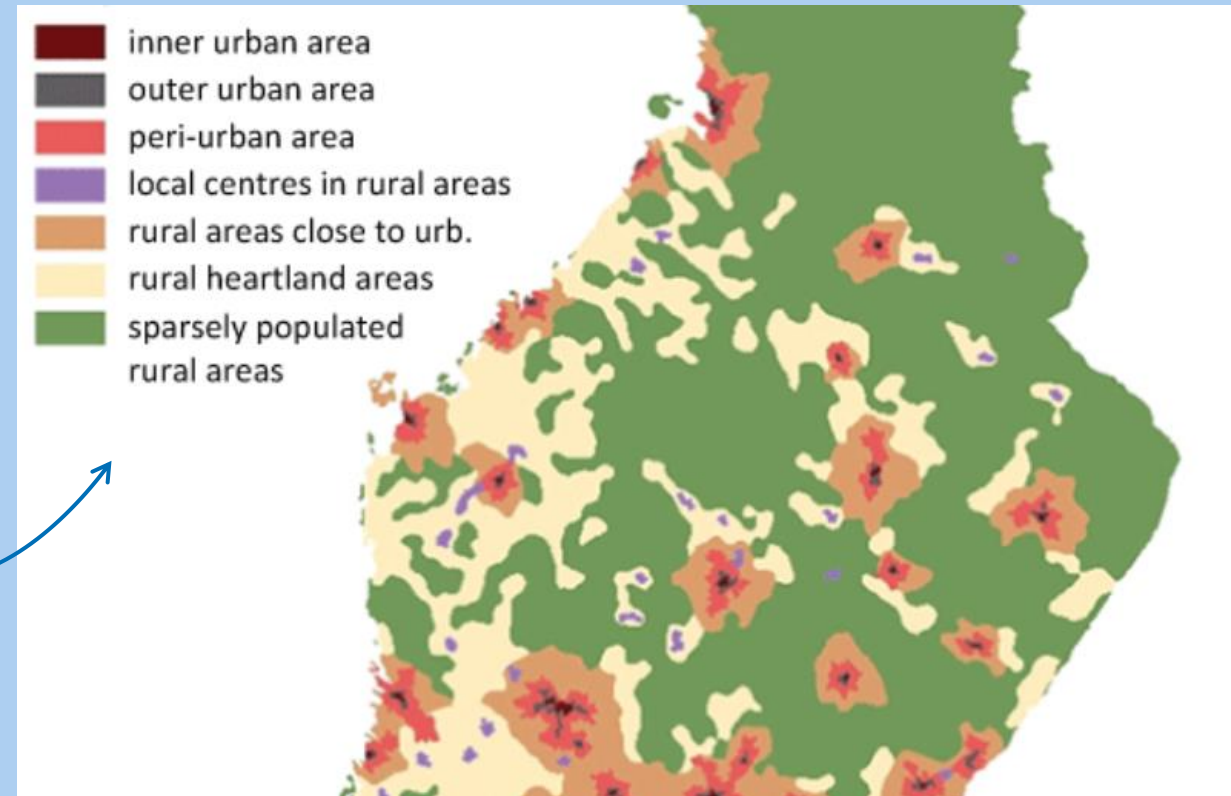 inner urban area
outer urban area
peri-urban area
local centres in rural areas
rural areas close to urb.
rural heartland areas
sparsely populated
rural areas